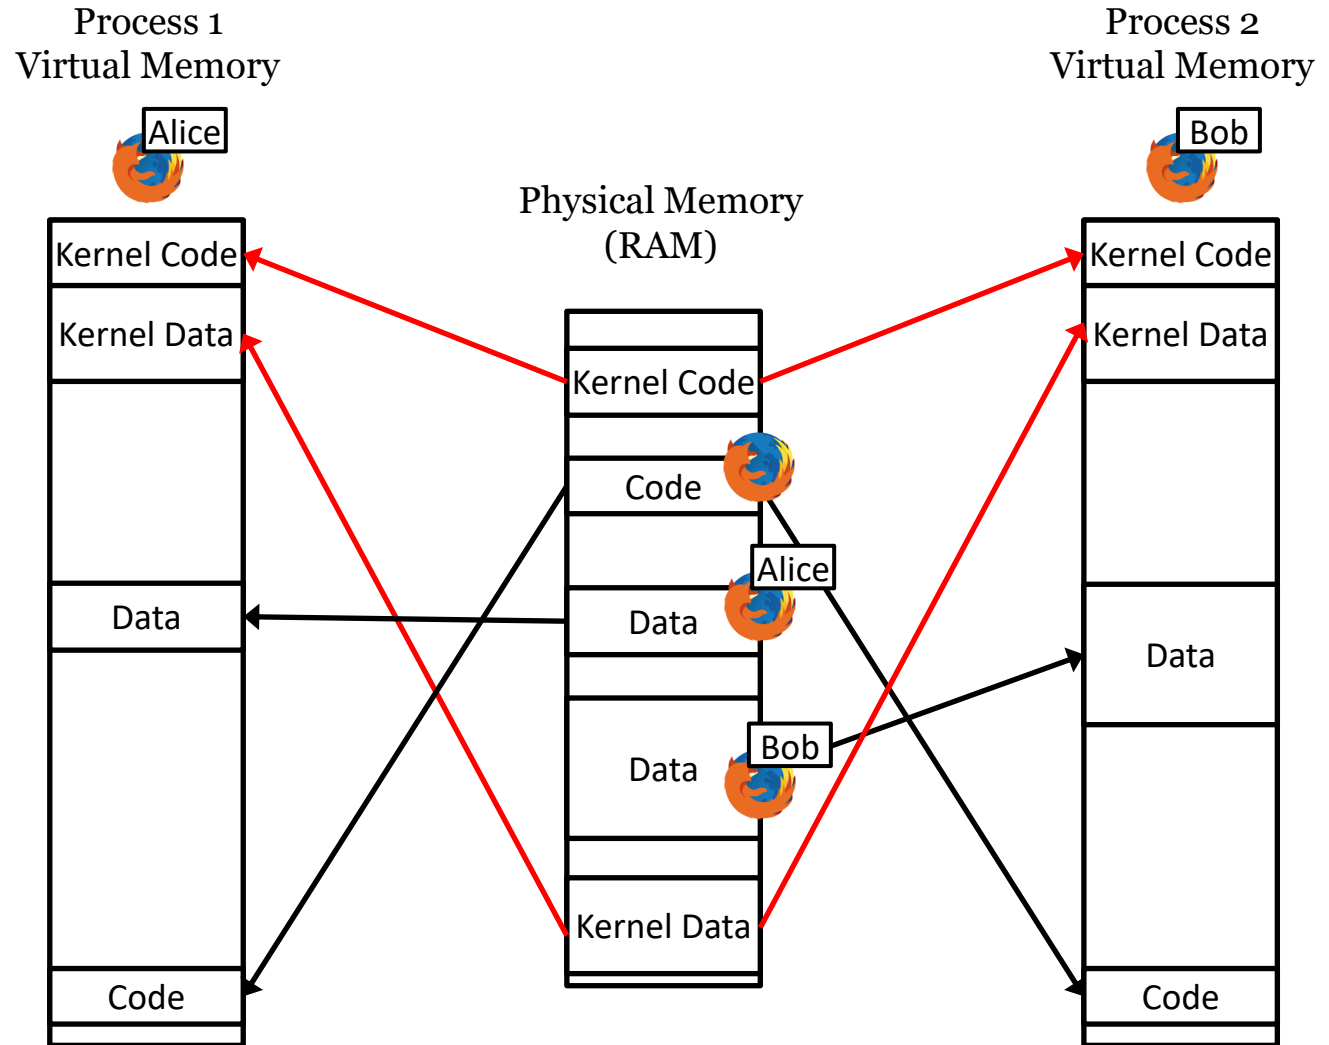 Process 1
Virtual Memory
Alice
Kernel Code
Kernel Data
Data
Code
Physical Memory
(RAM)
Kernel Code
Code
Alice
Data
Bob
Data
Kernel Data
Process 2
Virtual Memory
Bob
Kernel Code
Kernel Data
Data
Code